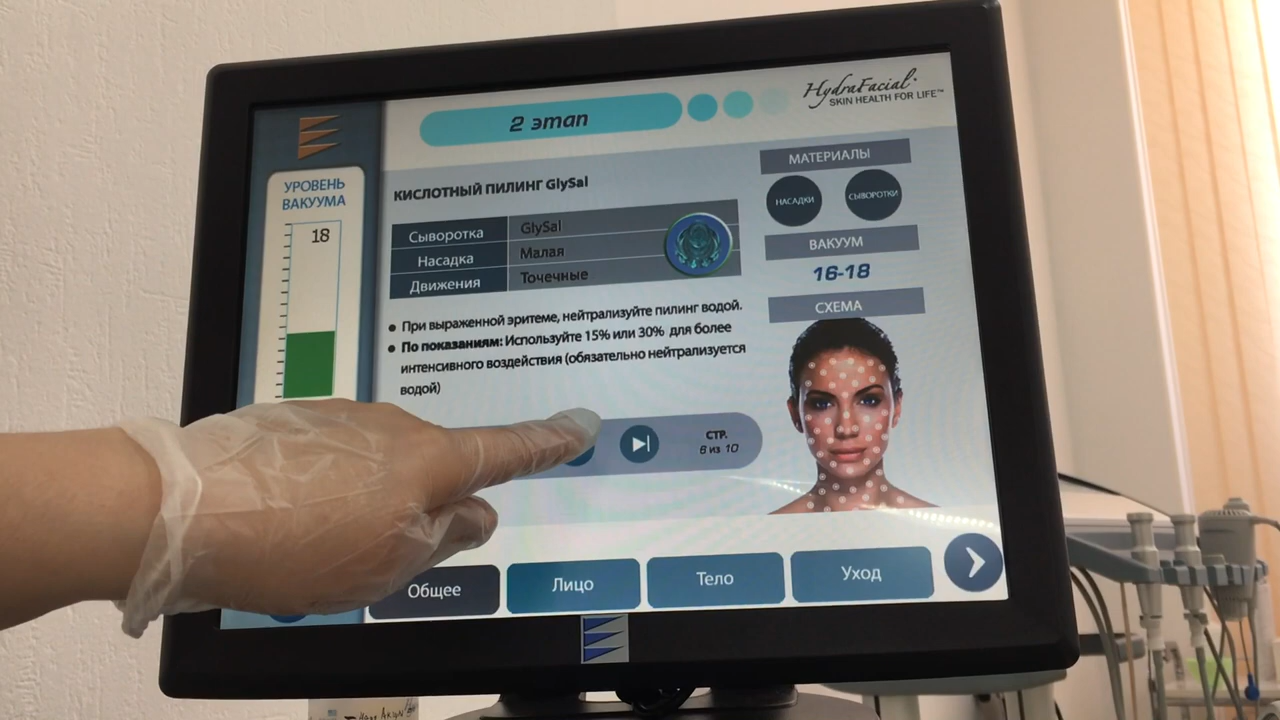 2 этап
HydraFacial
SKIN HEALTH FOR LIFE™
УРОВЕНЬ
ВАКУУМА
18
КИСЛОТНЫЙ ПИЛИНГ GlySal
Сыворотка GlySal
Насадка Малая
Движения Точечные
• При выраженной эритеме, нейтрализуйте пилинг водой.
• По показаниям: Используйте 15% или 30% для более
интенсивного воздействия (обязательно нейтрализуется
водой)
СТР.
6 из 10
МАТЕРИАЛЫ
НАСАДКИ СЫВОРОТКИ
ВАКУУМ
16-18
СХЕМА
Общее Лицо Тело Уход